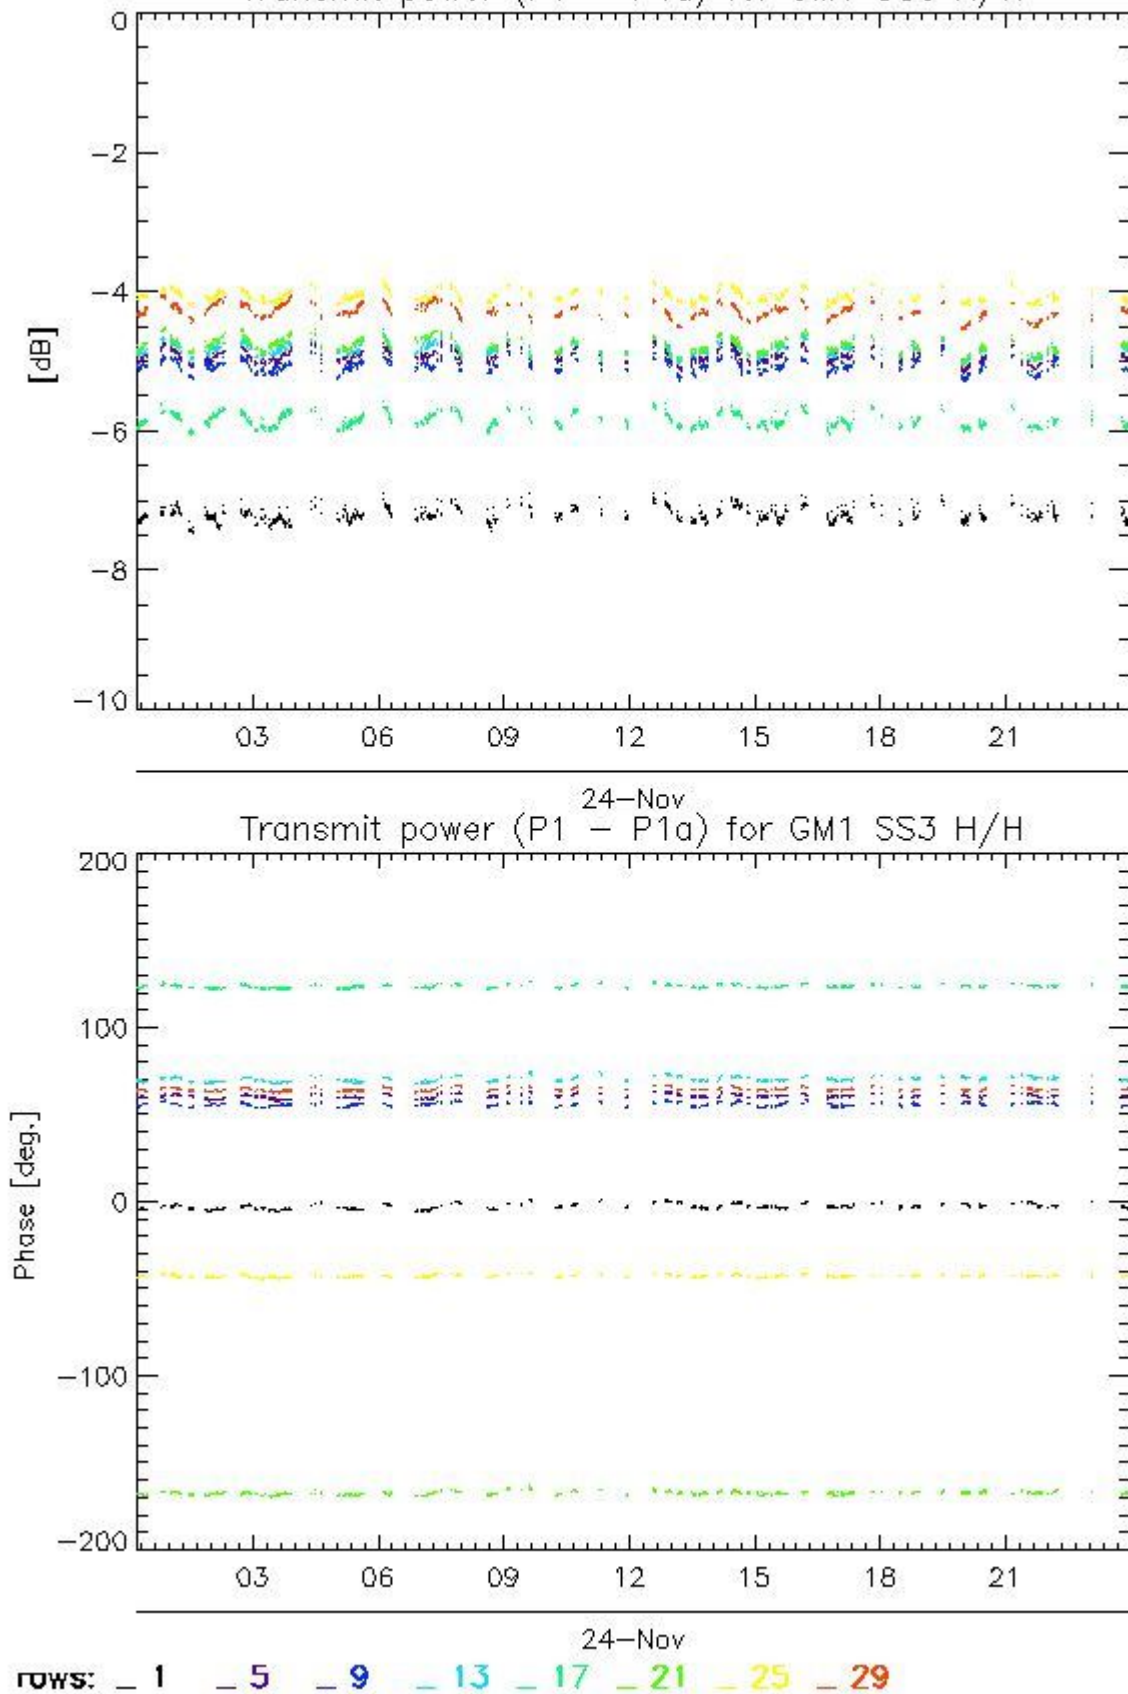 0
-2
-4
[dB]
-6
-8
-10
03 06 09 12 15 18 21
24-Nov
Transmit power (P1 - P1a) for GM1 SS3 H/H
200
100
Phase [deg.]
0
-100
-200
03 06 09 12 15 18 21
24-Nov
rows: _ 1 _ 5 _ 9 _ 13 _ 17 _ 21 _ 25 _ 29